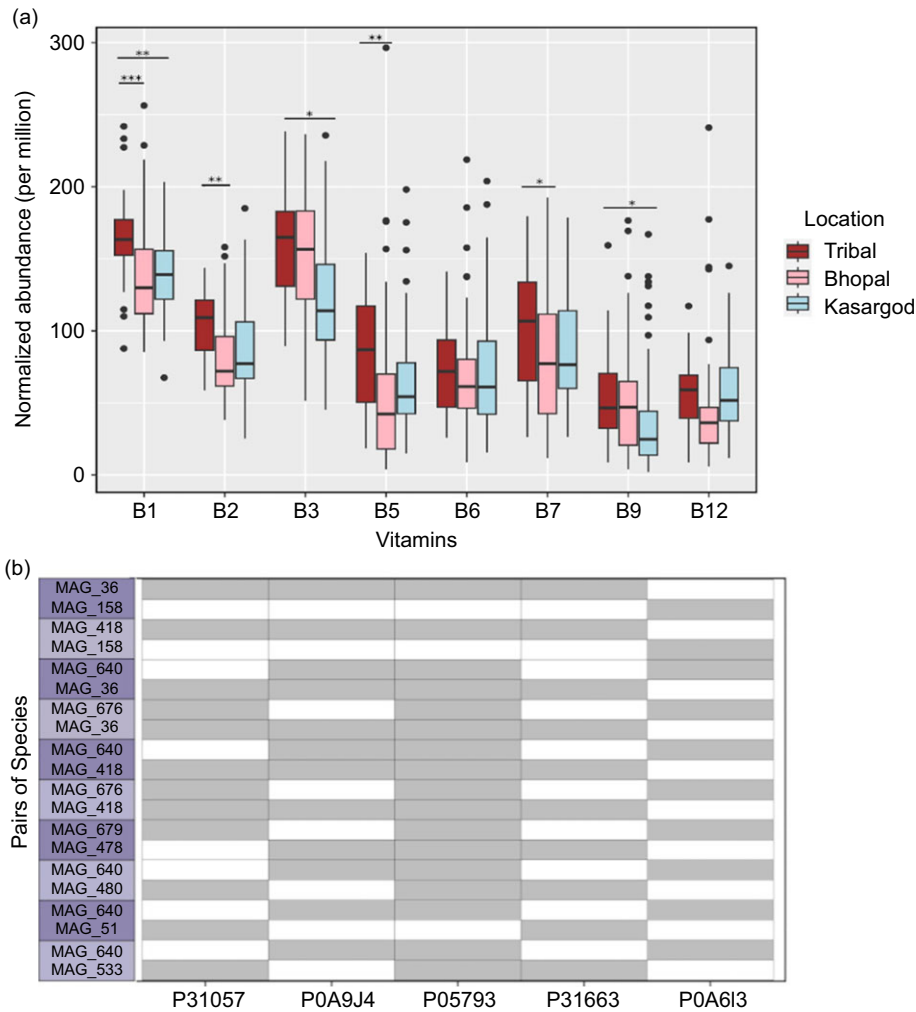 (a)
300
200
100
0
Normalized abundance (per million)
**
***
**
*
**
*
*
B1 B2 B3 B5 B6 B7 B9 B12
Vitamins
Location
Tribal
Bhopal
Kasargod
(b)
Pairs of Species
MAG_36
MAG_158
MAG_418
MAG_158
MAG_640
MAG_36
MAG_676
MAG_36
MAG_640
MAG_418
MAG_676
MAG_418
MAG_679
MAG_478
MAG_640
MAG_480
MAG_640
MAG_51
MAG_640
MAG_533
P31057 P0A9J4 P05793 P31663 P0A6I3